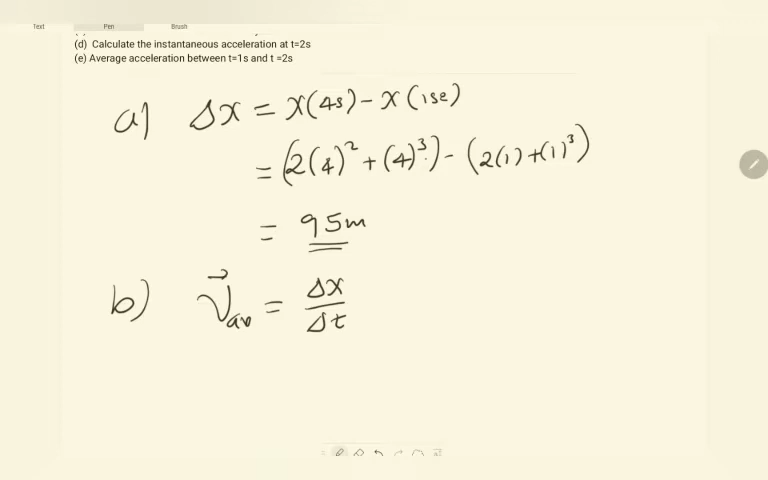 Text Pen Brush
(d) Calculate the instantaneous acceleration at t=2s
(e) Average acceleration between t=1s and t =2s
a) Δx = x(4s) - x(1se)
= (2(4)² + (4)³) - (2(1) + (1)³)
= 95m
b) V⃗av = Δx/Δt